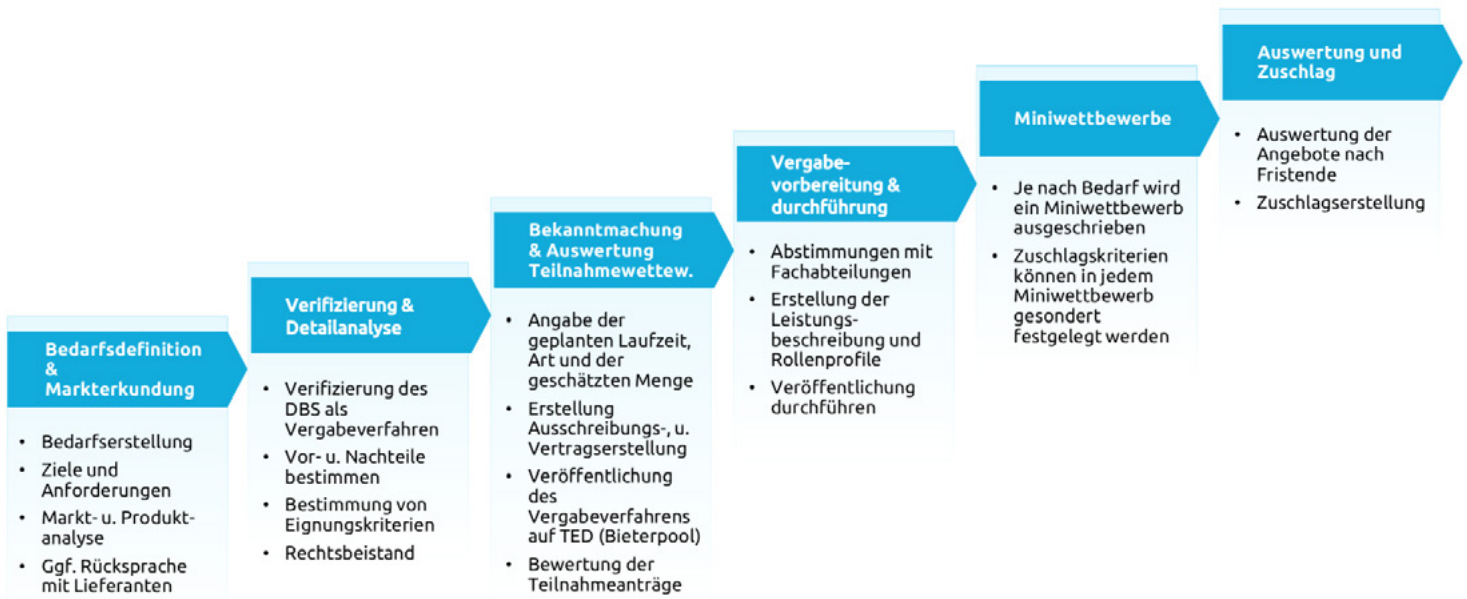 Bedarfsdefinition
&
Markterkundung
• Bedarfserstellung
• Ziele und
Anforderungen
• Markt- u. Produkt-
analyse
• Ggf. Rücksprache
mit Lieferanten
Verifizierung &
Detailanalyse
• Verifizierung des
DBS als
Vergabeverfahren
• Vor- u. Nachteile
bestimmen
• Bestimmung von
Eignungskriterien
• Rechtsbeistand
Bekanntmachung
& Auswertung
Teilnahmewettew.
• Angabe der
geplanten Laufzeit,
Art und der
geschätzten Menge
• Erstellung
Ausschreibungs-, u.
Vertragserstellung
• Veröffentlichung
des
Vergabeverfahrens
auf TED (Bieterpool)
• Bewertung der
Teilnahmeanträge
Vergabe-
vorbereitung &
durchführung
• Abstimmungen mit
Fachabteilungen
• Erstellung der
Leistungs-
beschreibung und
Rollenprofile
• Veröffentlichung
durchführen
Miniwettbewerbe
• Je nach Bedarf wird
ein Miniwettbewerb
ausgeschrieben
• Zuschlagskriterien
können in jedem
Miniwettbewerb
gesondert
festgelegt werden
Auswertung und
Zuschlag
• Auswertung der
Angebote nach
Fristende
• Zuschlagserstellung